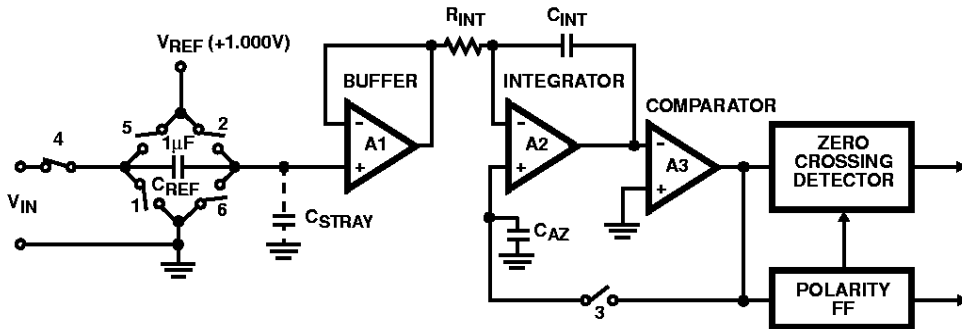 VREF (+1.000V)
RINT
CINT
BUFFER
INTEGRATOR
COMPARATOR
4
5
2
1μF
CREF
1
6
VIN
CSTRAY
-
A1
+
-
A2
+
-
A3
+
CAZ
3
ZERO
CROSSING
DETECTOR
POLARITY
FF